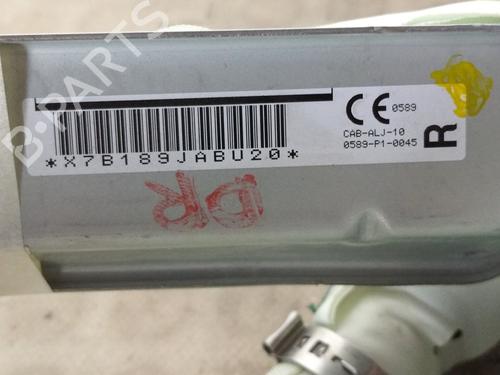 B-PARTS
*X7B189JABU20*
CE 0589
CAB-ALJ-10
0589-P1-0045
R
DR